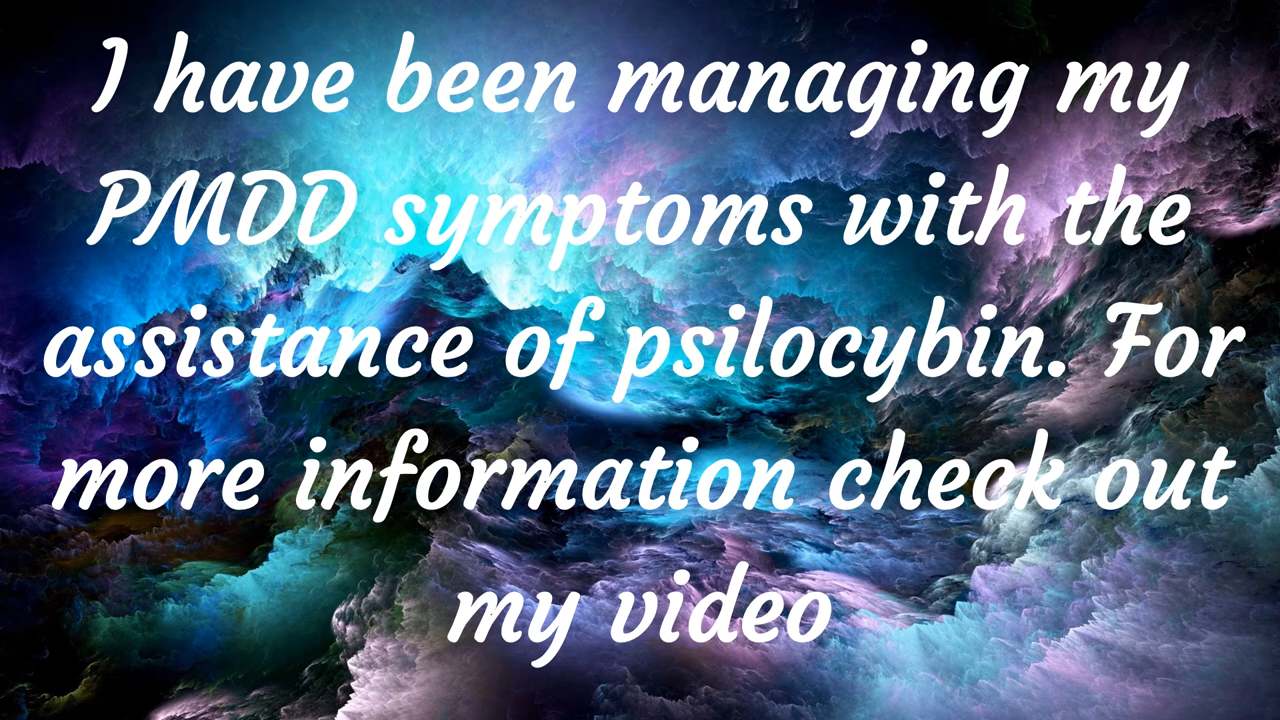 I have been managing my
PMDD symptoms with the
assistance of psilocybin. For
more information check out
my video